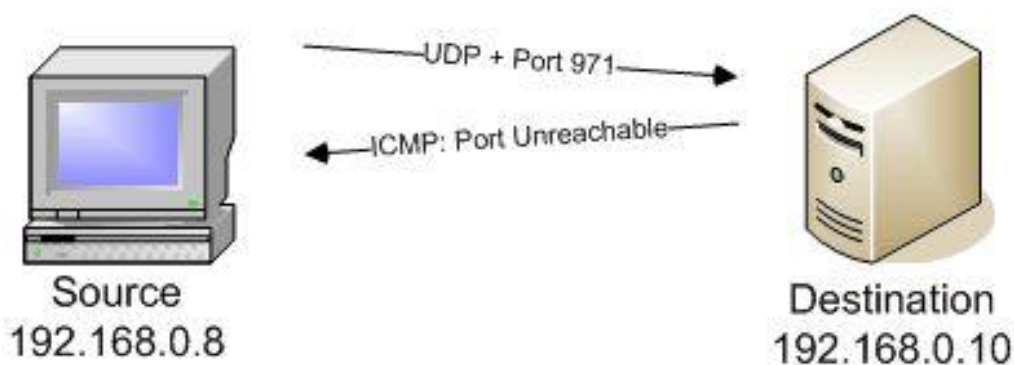 UDP + Port 971
ICMP: Port Unreachable
Source
192.168.0.8
Destination
192.168.0.10